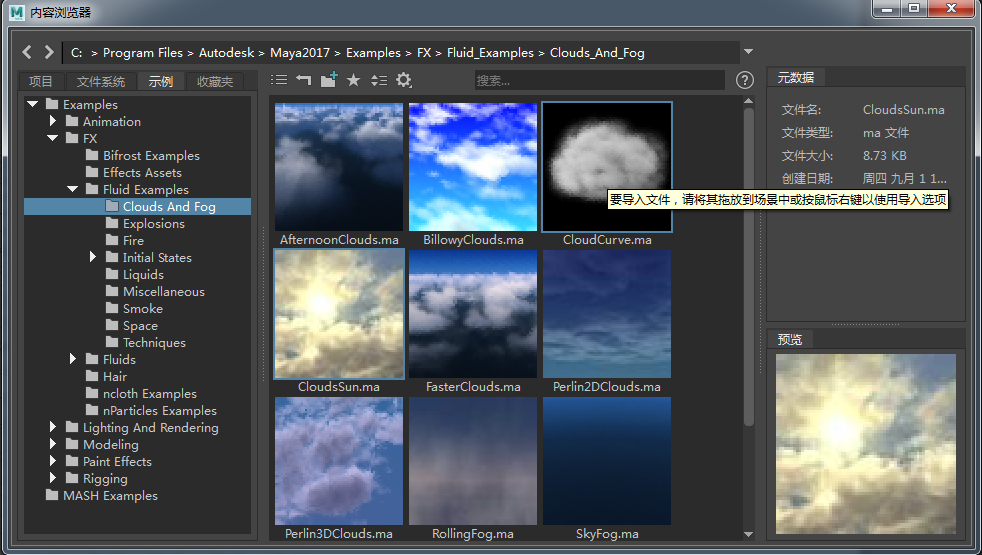 内容浏览器
C: > Program Files > Autodesk > Maya2017 > Examples > FX > Fluid_Examples > Clouds_And_Fog
项目 文件系统 示例 收藏夹
搜索...
Examples
Animation
FX
Bifrost Examples
Effects Assets
Fluid Examples
Clouds And Fog
Explosions
Fire
Initial States
Liquids
Miscellaneous
Smoke
Space
Techniques
Fluids
Hair
ncloth Examples
nParticles Examples
Lighting And Rendering
Modeling
Paint Effects
Rigging
MASH Examples
AfternoonClouds.ma BillowyClouds.ma CloudCurve.ma
CloudsSun.ma FasterClouds.ma Perlin2DClouds.ma
Perlin3DClouds.ma RollingFog.ma SkyFog.ma
要导入文件，请将其拖放到场景中或按鼠标右键以使用导入选项
元数据
文件名: CloudsSun.ma
文件类型: ma 文件
文件大小: 8.73 KB
创建日期: 周四 九月 1 1...
预览